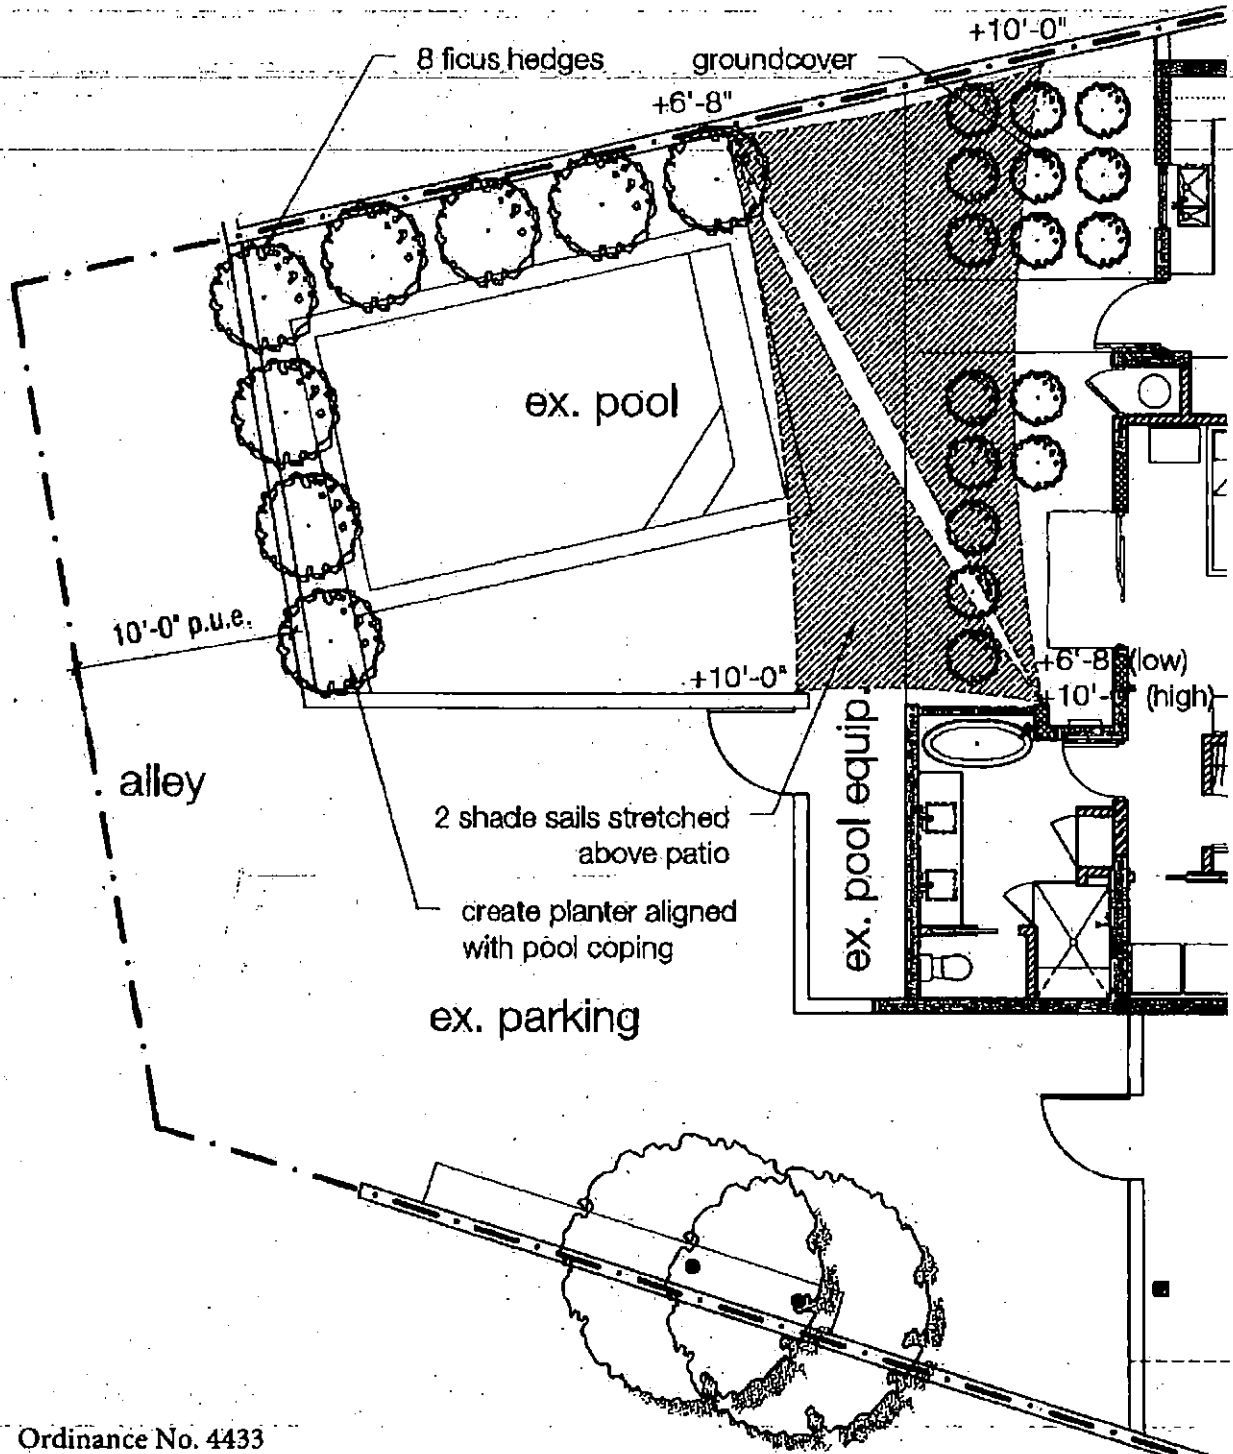 +10'-0"
8 ficus hedges
groundcover
+6'-8"
ex. pool
10'-0" p.u.e.
+6'-8" (low)
+10'-0"
(high)
ex. pool equip.
alley
2 shade sails stretched
above patio
create planter aligned
with pool coping
ex. parking
Ordinance No. 4433